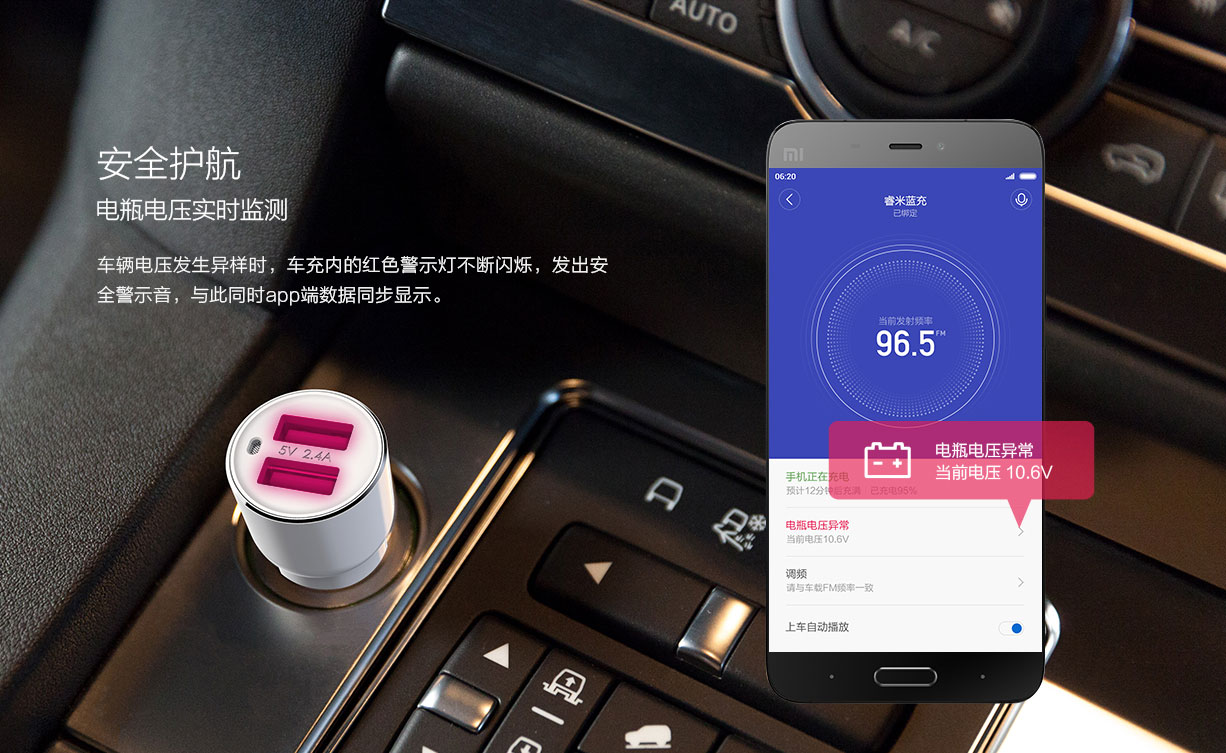 AUTO
A/C
安全护航
电瓶电压实时监测
车辆电压发生异样时，车充内的红色警示灯不断闪烁，发出安
全警示音，与此同时app端数据同步显示。
5V 2.4A
mi
06:20
睿米蓝充
已绑定
当前发射频率
96.5FM
电瓶电压异常
当前电压 10.6V
手机正在充电
预计12分钟后充满 已充电95%
电瓶电压异常
当前电压10.6V
调频
请与车载FM频率一致
上车自动播放